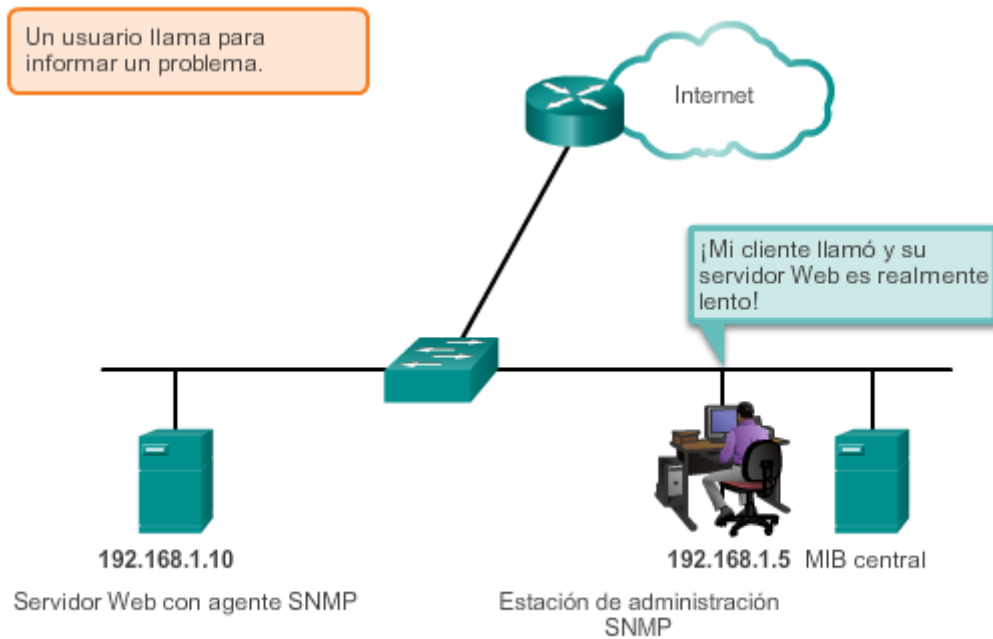 Un usuario llama para
informar un problema.
Internet
¡Mi cliente llamó y su
servidor Web es realmente
lento!
192.168.1.10
Servidor Web con agente SNMP
192.168.1.5
MIB central
Estación de administración
SNMP